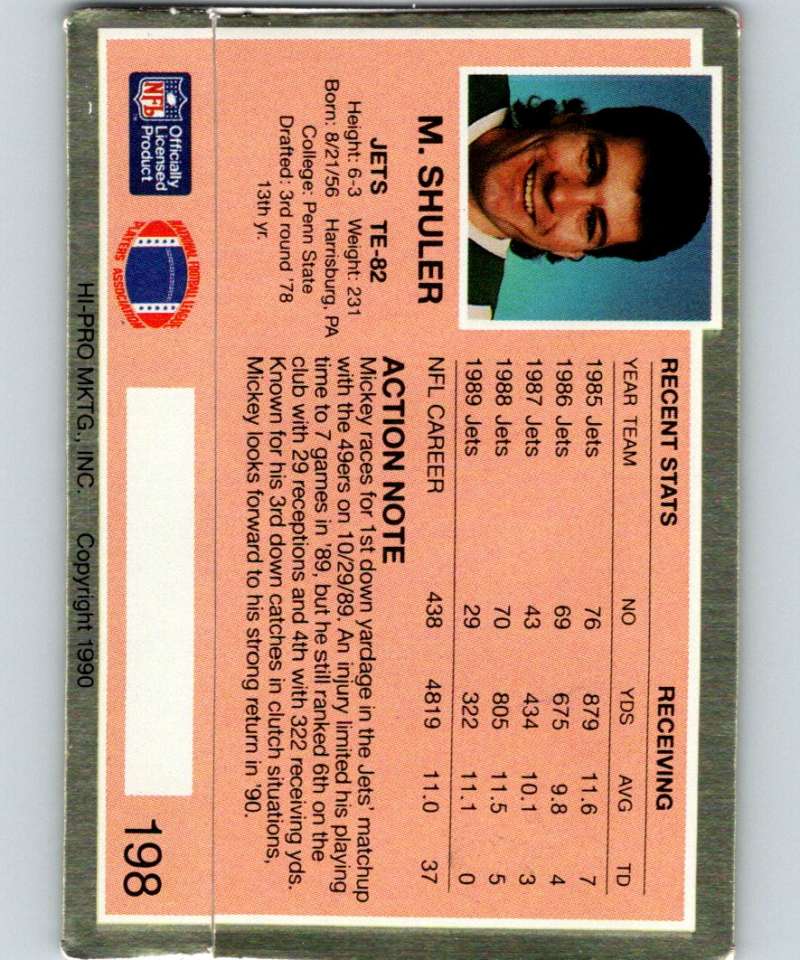 M. SHULER
JETS TE-82
Height: 6-3 Weight: 231
Born: 8/21/56 Harrisburg, PA
College: Penn State
Drafted: 3rd round '78
13th yr.
RECENT STATS RECEIVING
YEAR TEAM NO YDS AVG TD
1985 Jets 76 879 11.6 7
1986 Jets 69 675 9.8 4
1987 Jets 43 434 10.1 3
1988 Jets 70 805 11.5 5
1989 Jets 29 322 11.1 0
NFL CAREER 438 4819 11.0 37
ACTION NOTE
Mickey races for 1st down yardage in the Jets' matchup
with the 49ers on 10/29/89. An injury limited his playing
time to 7 games in '89, but he still ranked 6th on the
club with 29 receptions and 4th with 322 receiving yds.
Known for his 3rd down catches in clutch situations,
Mickey looks forward to his strong return in '90.
NFL
Officially
Licensed
Product
NATIONAL FOOTBALL LEAGUE
PLAYERS ASSOCIATION
198
HI-PRO MKTG., INC. Copyright 1990